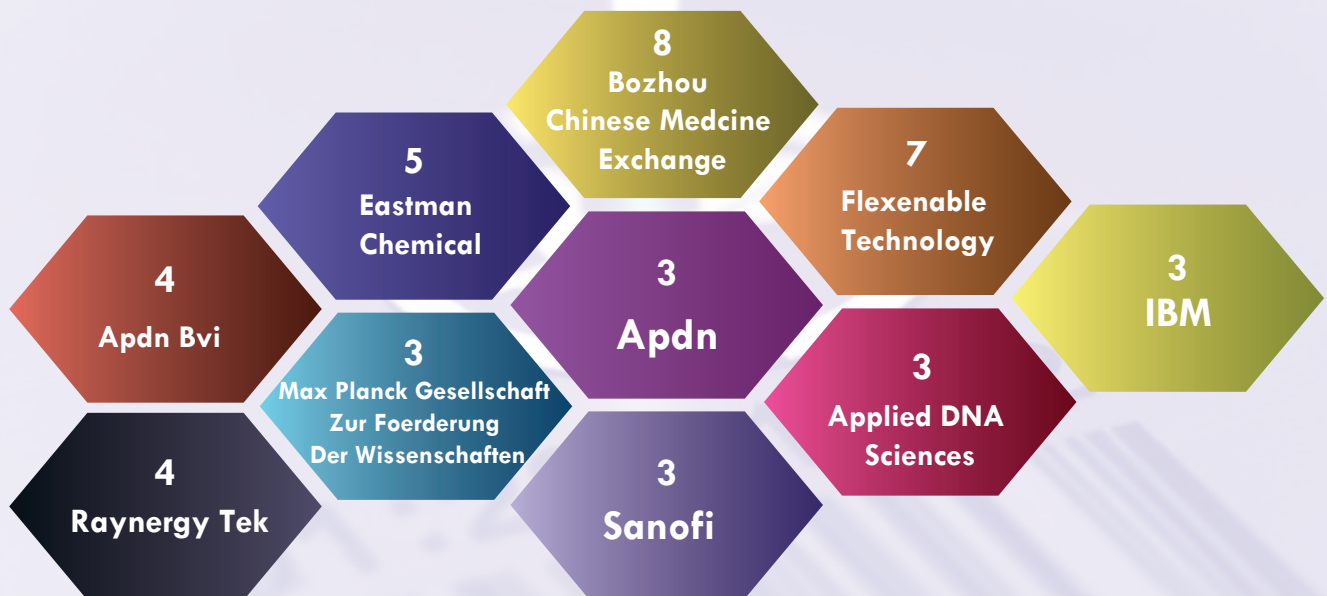 8
Bozhou
Chinese Medcine
Exchange
5
Eastman
Chemical
7
Flexenable
Technology
4
Apdn Bvi
3
Apdn
3
IBM
3
Max Planck Gesellschaft
Zur Foerderung
Der Wissenschaften
3
Applied DNA
Sciences
4
Raynergy Tek
3
Sanofi